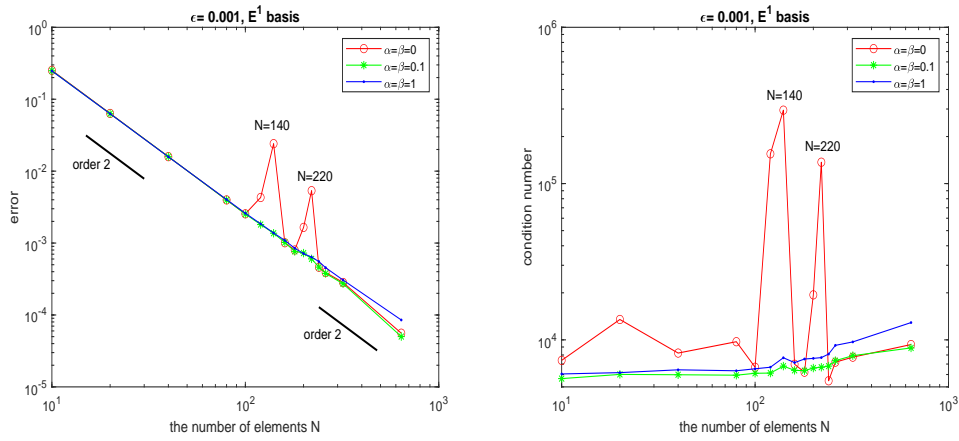 ϵ= 0.001, E¹ basis
10⁰
10⁻¹
10⁻²
10⁻³
10⁻⁴
10⁻⁵
error
α=β=0
α=β=0.1
α=β=1
N=140
N=220
order 2
order 2
10¹
10²
10³
the number of elements N
ϵ= 0.001, E¹ basis
10⁶
10⁵
10⁴
condition number
α=β=0
α=β=0.1
α=β=1
N=140
N=220
10¹
10²
10³
the number of elements N